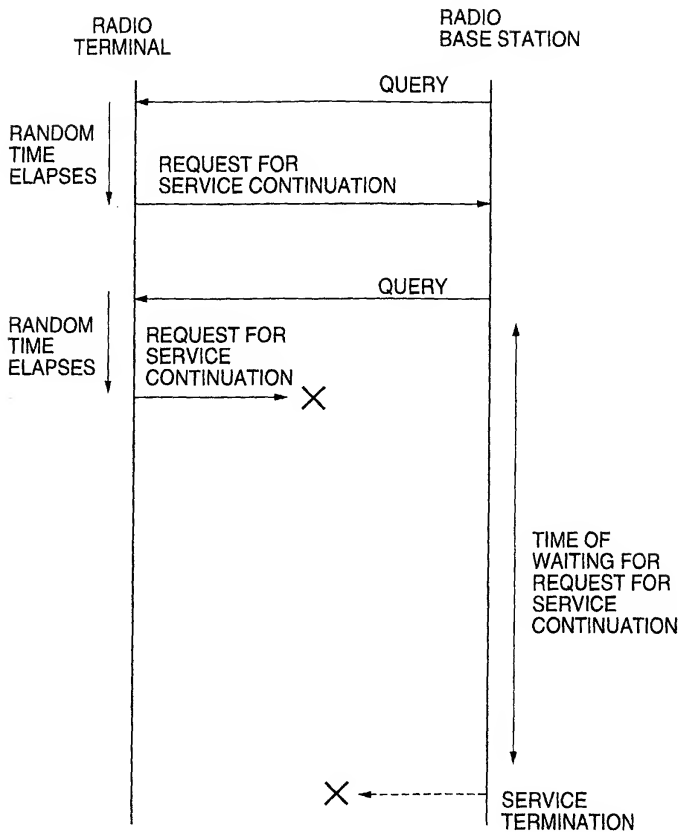 RADIO
TERMINAL
RADIO
BASE STATION
QUERY
RANDOM
TIME
ELAPSES
REQUEST FOR
SERVICE CONTINUATION
QUERY
RANDOM
TIME
ELAPSES
REQUEST FOR
SERVICE
CONTINUATION
TIME OF
WAITING FOR
REQUEST FOR
SERVICE
CONTINUATION
SERVICE
TERMINATION